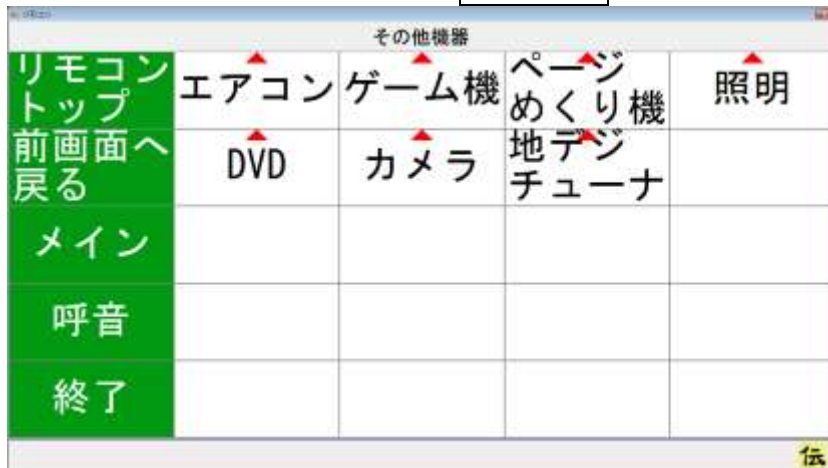 その他機器
リモコン
トップ
エアコン
ゲーム機
ページ
めくり機
照明
前画面へ
戻る
DVD
カメラ
地デジ
チューナ
メイン
呼音
終了
伝